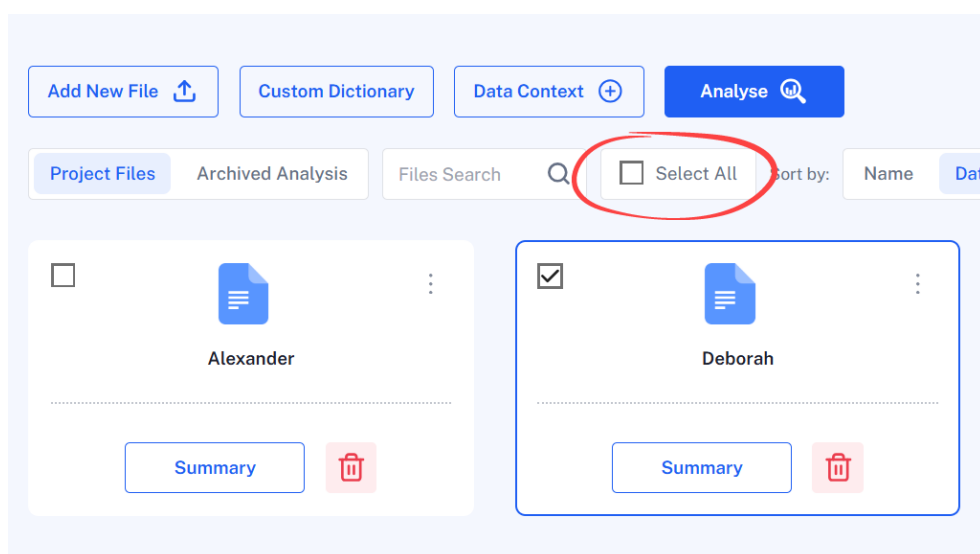 Add New File
Custom Dictionary
Data Context
Analyse
Project Files
Archived Analysis
Files Search
Select All
Sort by:
Name
Alexander
Deborah
Summary
Summary